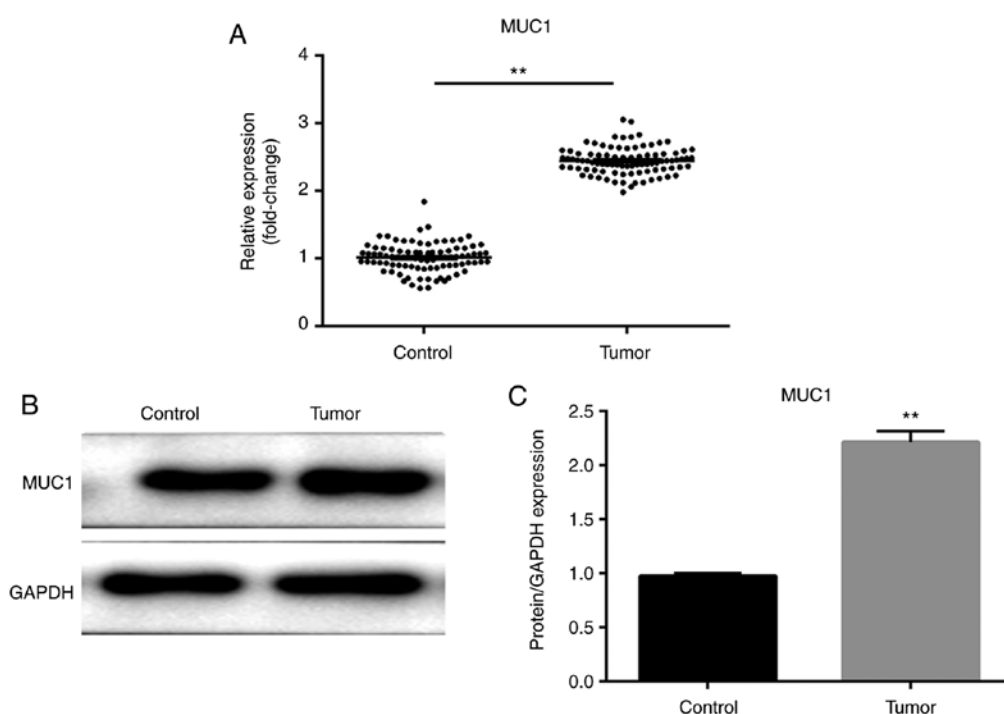 A
MUC1
Relative expression
(fold-change)
4
3
2
1
0
**
Control
Tumor
B
Control
Tumor
MUC1
GAPDH
C
MUC1
Protein/GAPDH expression
2.5
2.0
1.5
1.0
0.5
0.0
**
Control
Tumor